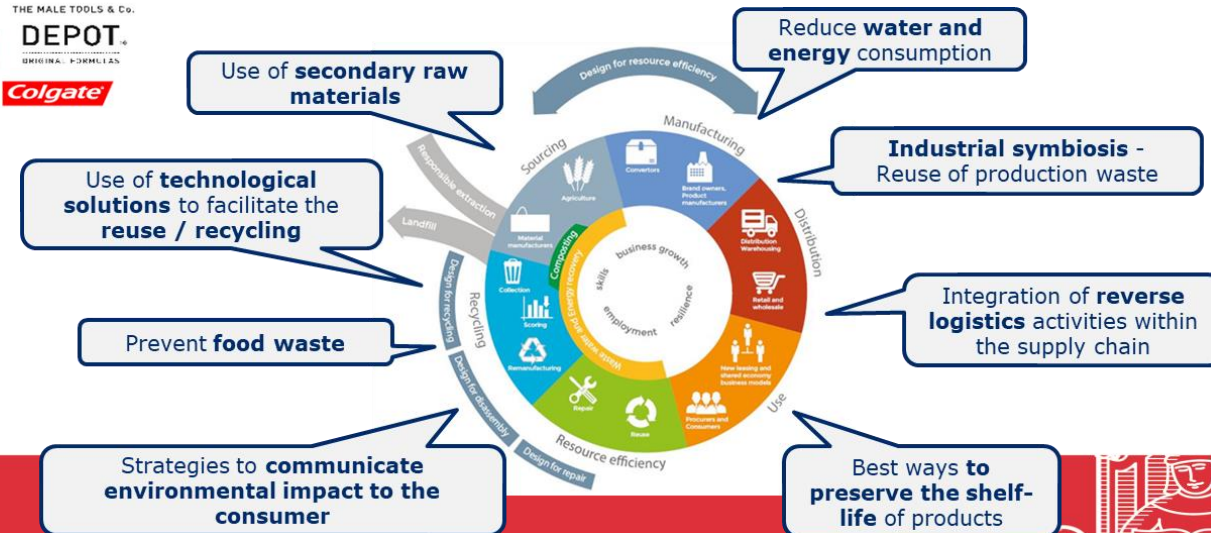 THE MALE TOOLS & Co.
DEPOT
ORIGINAL FORMULAS
Colgate
Use of secondary raw
materials
Reduce water and
energy consumption
Design for resource efficiency
Industrial symbiosis -
Reuse of production waste
Use of technological
solutions to facilitate the
reuse / recycling
Integration of reverse
logistics activities within
the supply chain
Prevent food waste
Strategies to communicate
environmental impact to the
consumer
Best ways to
preserve the shelf-
life of products
Responsible extraction
Landfill
Sourcing
Manufacturing
Distribution
Use
Resource efficiency
Recycling
Design for recycling
Design for disassembly
Design for repair
Agriculture
Material
manufacturers
Convertors
Brand owners,
Product
manufacturers
Distribution
Warehousing
Retail and
wholesale
New leasing and
shared economy
business models
Procurers and
Consumers
Reuse
Repair
Remanufacturing
Scoring
Collection
Composting
Waste water and Energy recovery
business growth
resilience
employment
skills